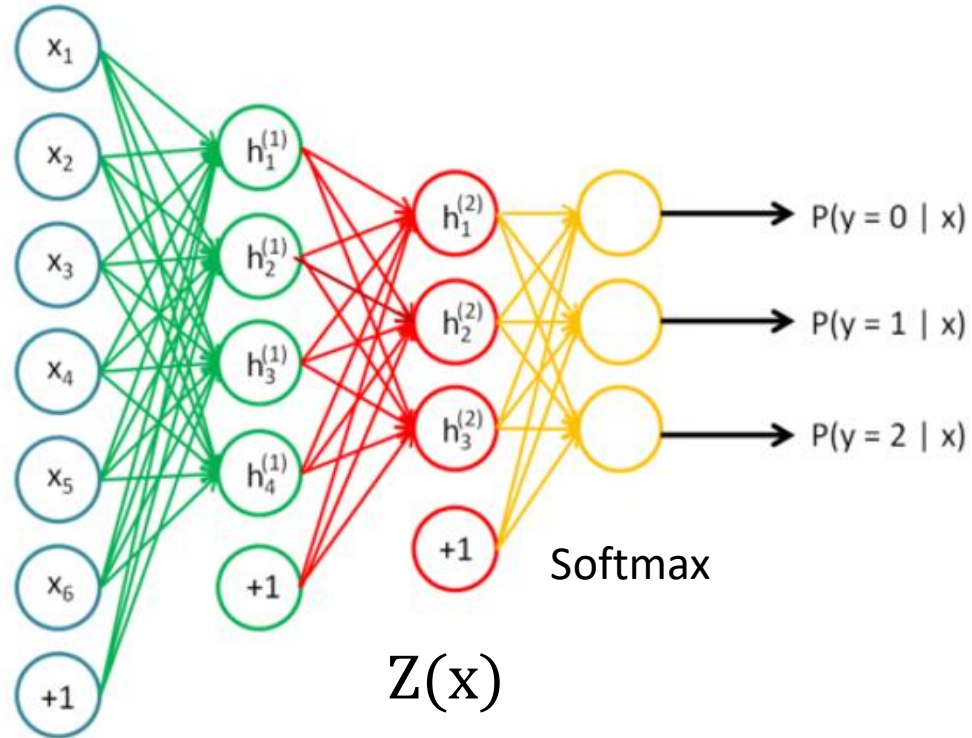 x₁
x₂
x₃
x₄
x₅
x₆
+1
h₁⁽¹⁾
h₂⁽¹⁾
h₃⁽¹⁾
h₄⁽¹⁾
+1
h₁⁽²⁾
h₂⁽²⁾
h₃⁽²⁾
+1
P(y = 0 | x)
P(y = 1 | x)
P(y = 2 | x)
Softmax
Z(x)